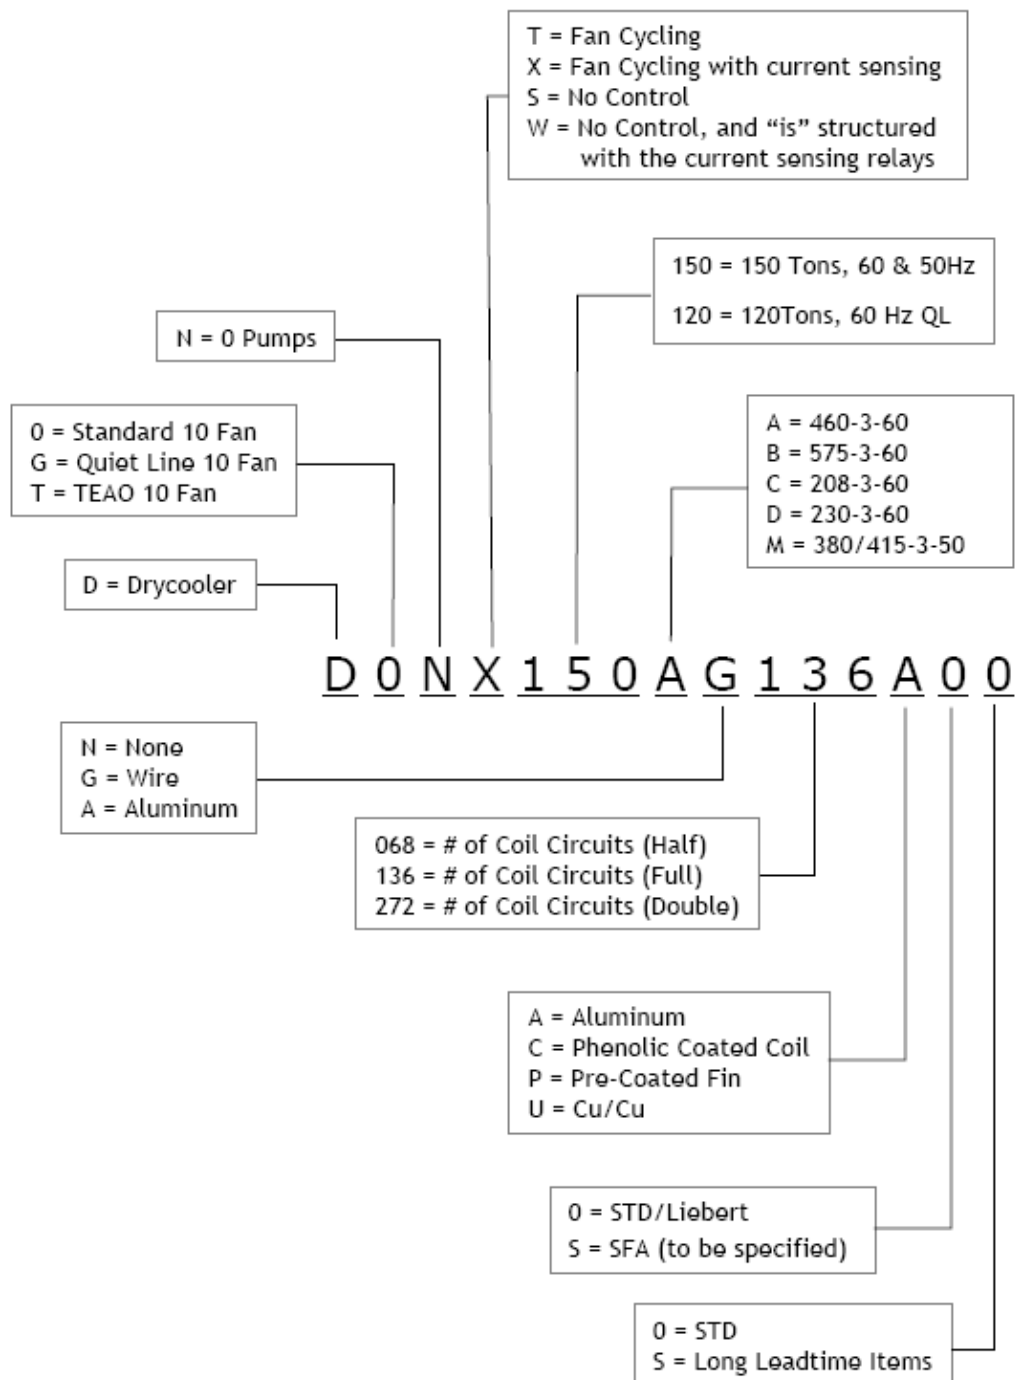 T = Fan Cycling
X = Fan Cycling with current sensing
S = No Control
W = No Control, and “is” structured
with the current sensing relays
150 = 150 Tons, 60 & 50Hz
120 = 120Tons, 60 Hz QL
N = 0 Pumps
0 = Standard 10 Fan
G = Quiet Line 10 Fan
T = TEAO 10 Fan
A = 460-3-60
B = 575-3-60
C = 208-3-60
D = 230-3-60
M = 380/415-3-50
D = Drycooler
D 0 N X 1 5 0 A G 1 3 6 A 0 0
N = None
G = Wire
A = Aluminum
068 = # of Coil Circuits (Half)
136 = # of Coil Circuits (Full)
272 = # of Coil Circuits (Double)
A = Aluminum
C = Phenolic Coated Coil
P = Pre-Coated Fin
U = Cu/Cu
0 = STD/Liebert
S = SFA (to be specified)
0 = STD
S = Long Leadtime Items